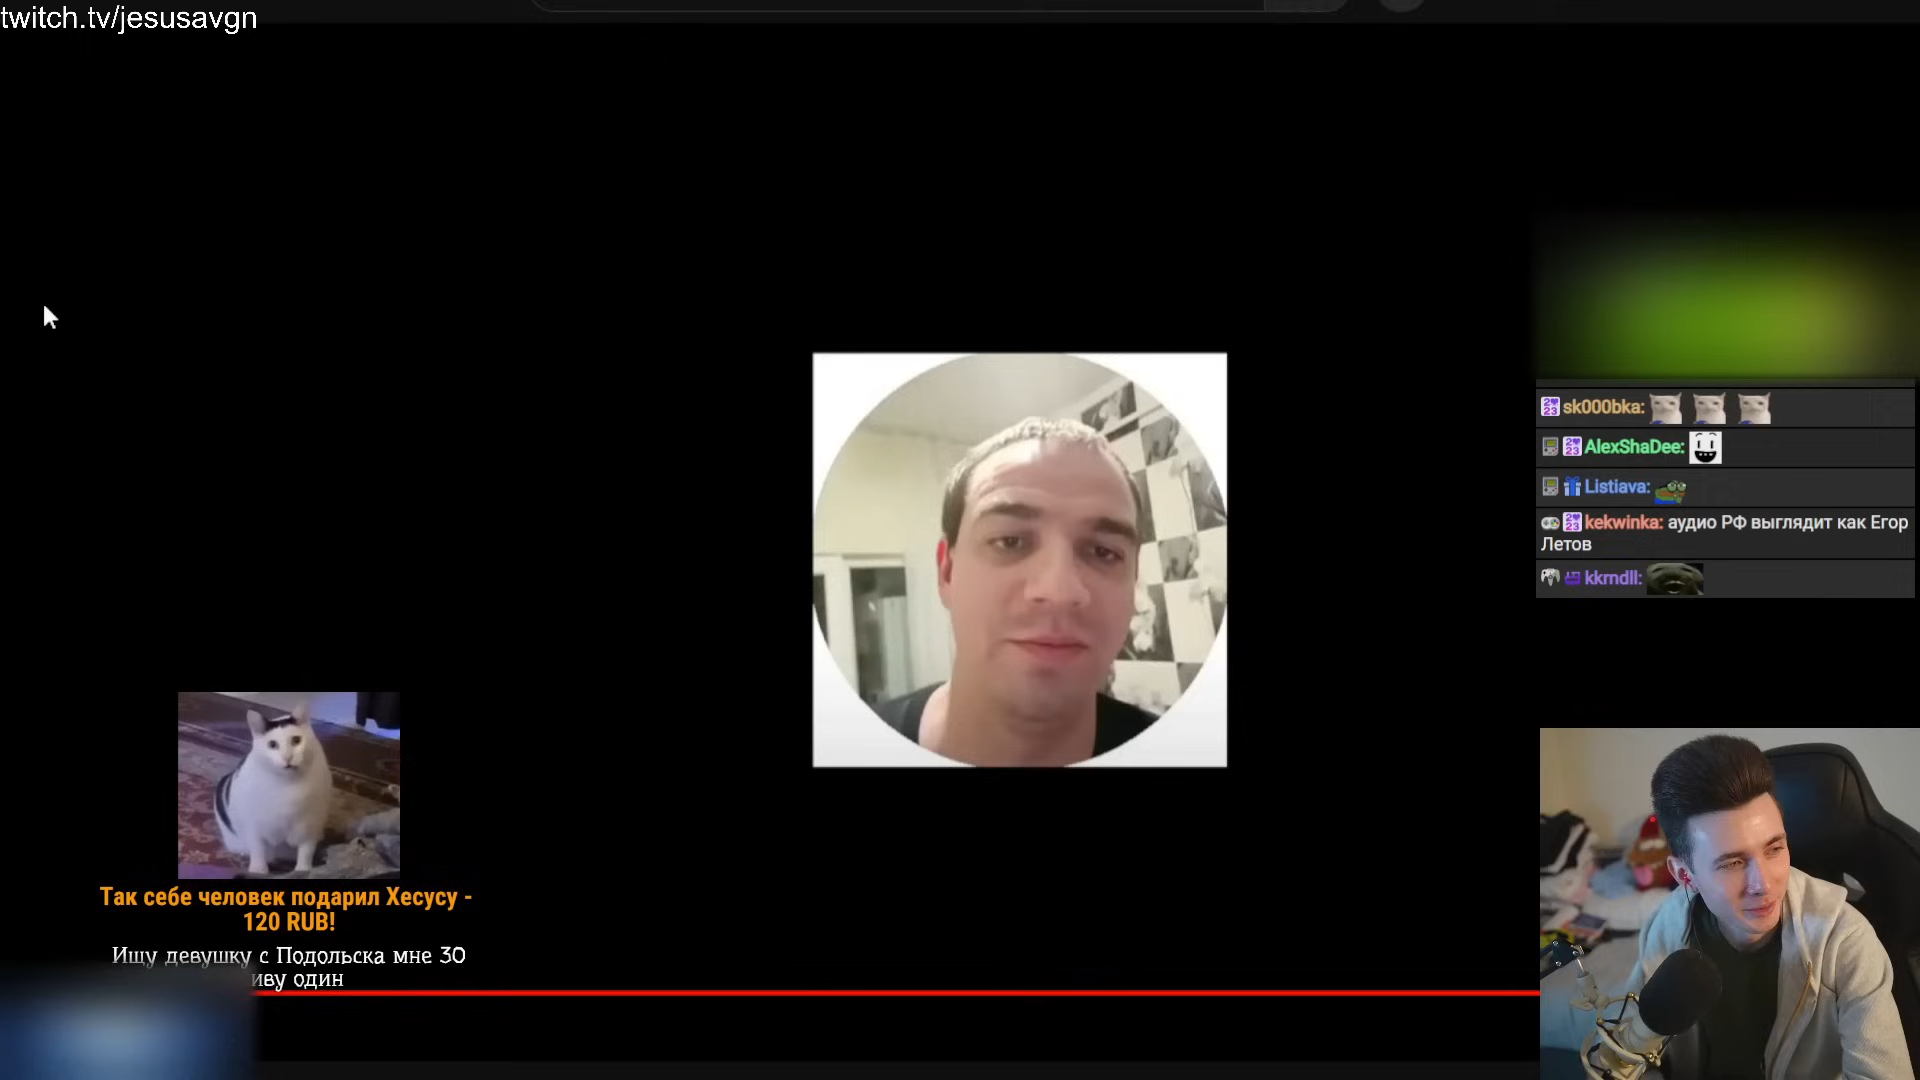 twitch.tv/jesusavgn
sk000bka:
AlexShaDee:
Listiava:
kekwinka: аудио РФ выглядит как Егор
Летов
kkrndll:
Так себе человек подарил Хесусу -
120 RUB!
Ищу девушку с Подольска мне 30
иву один